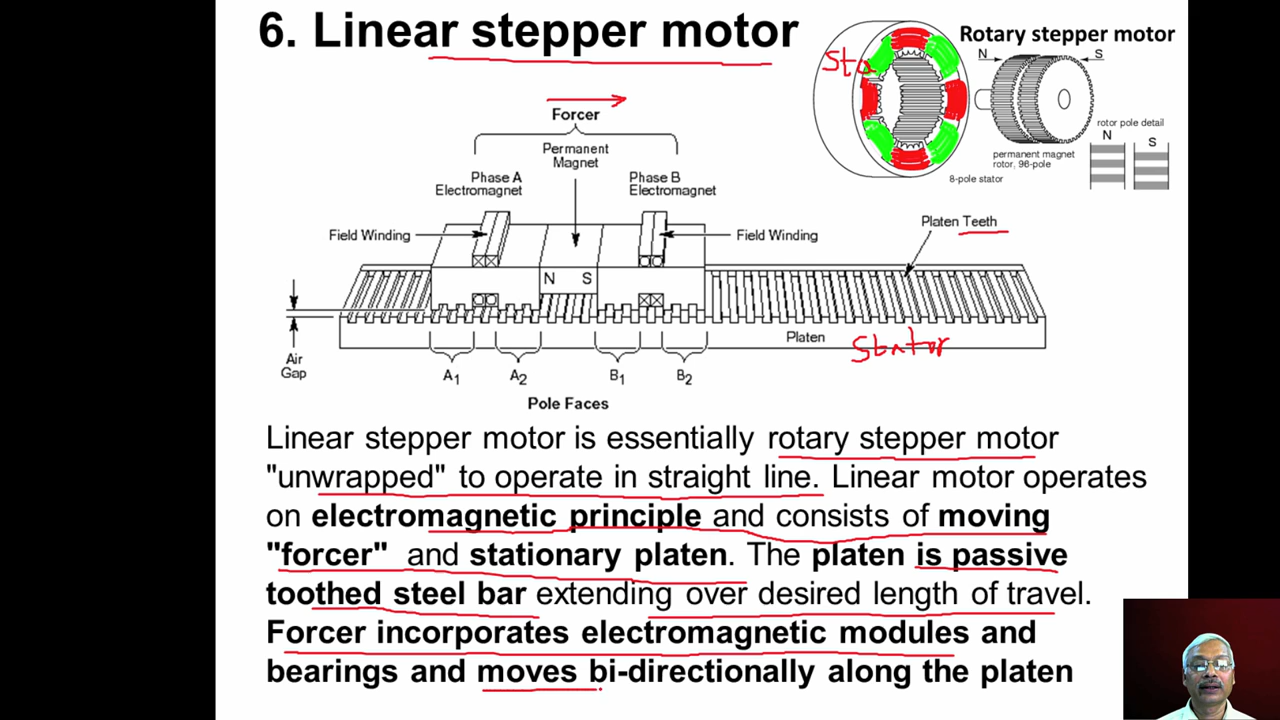 6. Linear stepper motor
Rotary stepper motor
Sta
N
S
rotor pole detail
N
S
permanent magnet
rotor, 96-pole
8-pole stator
Forcer
Permanent
Magnet
Phase A
Electromagnet
Phase B
Electromagnet
Field Winding
Field Winding
Platen Teeth
N S
Air
Gap
Platen
Stator
A1
A2
B1
B2
Pole Faces
Linear stepper motor is essentially rotary stepper motor
"unwrapped" to operate in straight line. Linear motor operates
on electromagnetic principle and consists of moving
"forcer" and stationary platen. The platen is passive
toothed steel bar extending over desired length of travel.
Forcer incorporates electromagnetic modules and
bearings and moves bi-directionally along the platen